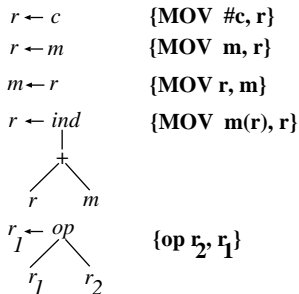 r ← c {MOV #c, r}
r ← m {MOV m, r}
m ← r {MOV r, m}
r ← ind {MOV m(r), r}
+
r m
r1 ← op {op r2, r1}
r1 r2